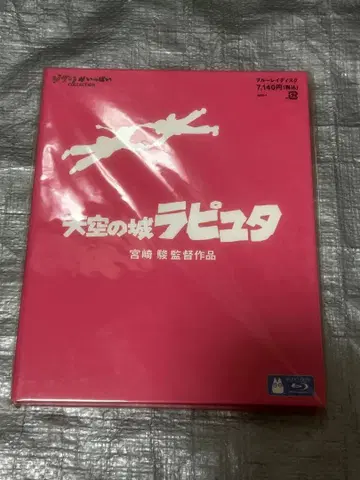 ジブリがいっぱい
COLLECTION
ブルーレイディスク
7,140円(税込)
天空の城ラピュタ
宮崎 駿 監督作品